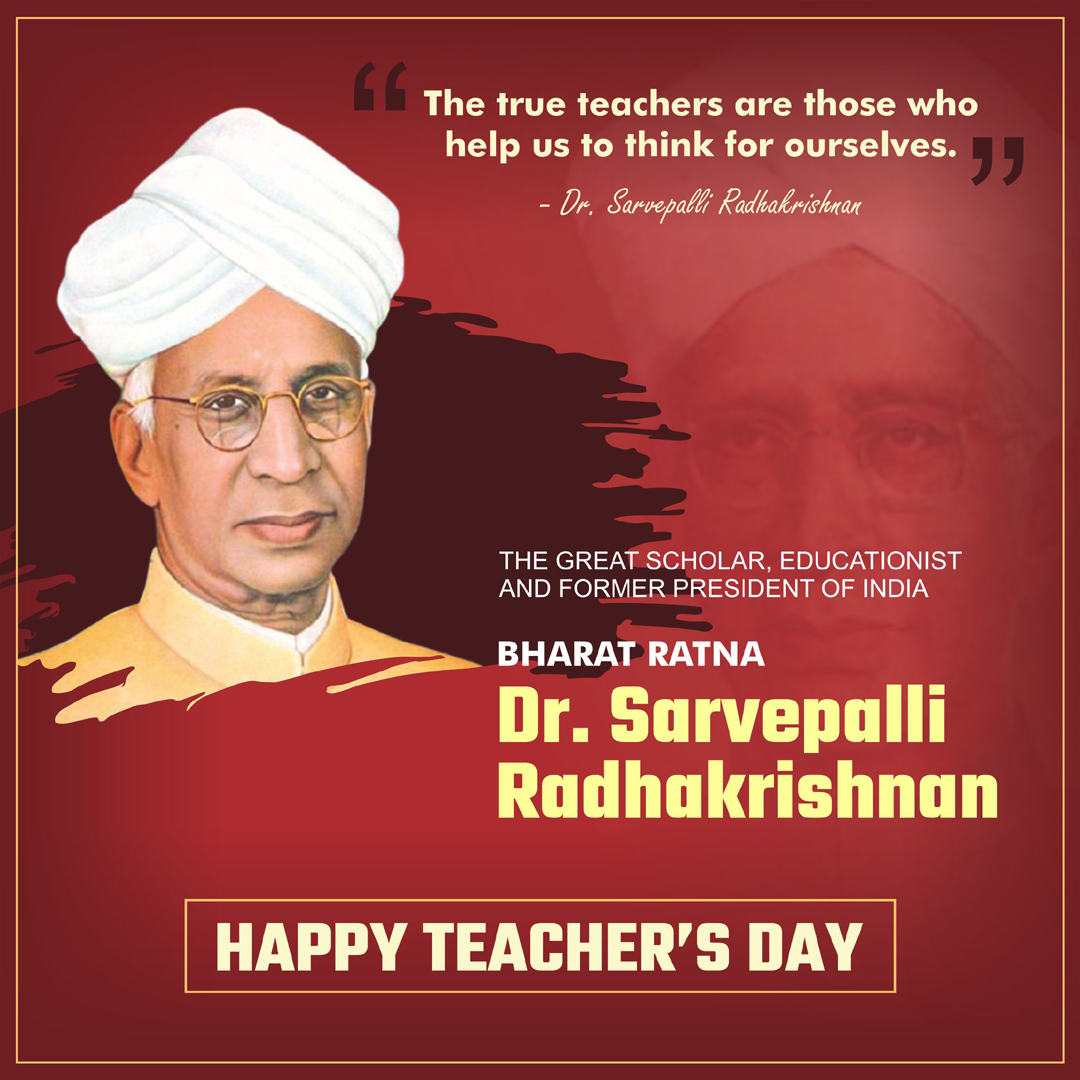 “ The true teachers are those who
help us to think for ourselves. ”
– Dr. Sarvepalli Radhakrishnan
THE GREAT SCHOLAR, EDUCATIONIST
AND FORMER PRESIDENT OF INDIA
BHARAT RATNA
Dr. Sarvepalli
Radhakrishnan
HAPPY TEACHER’S DAY